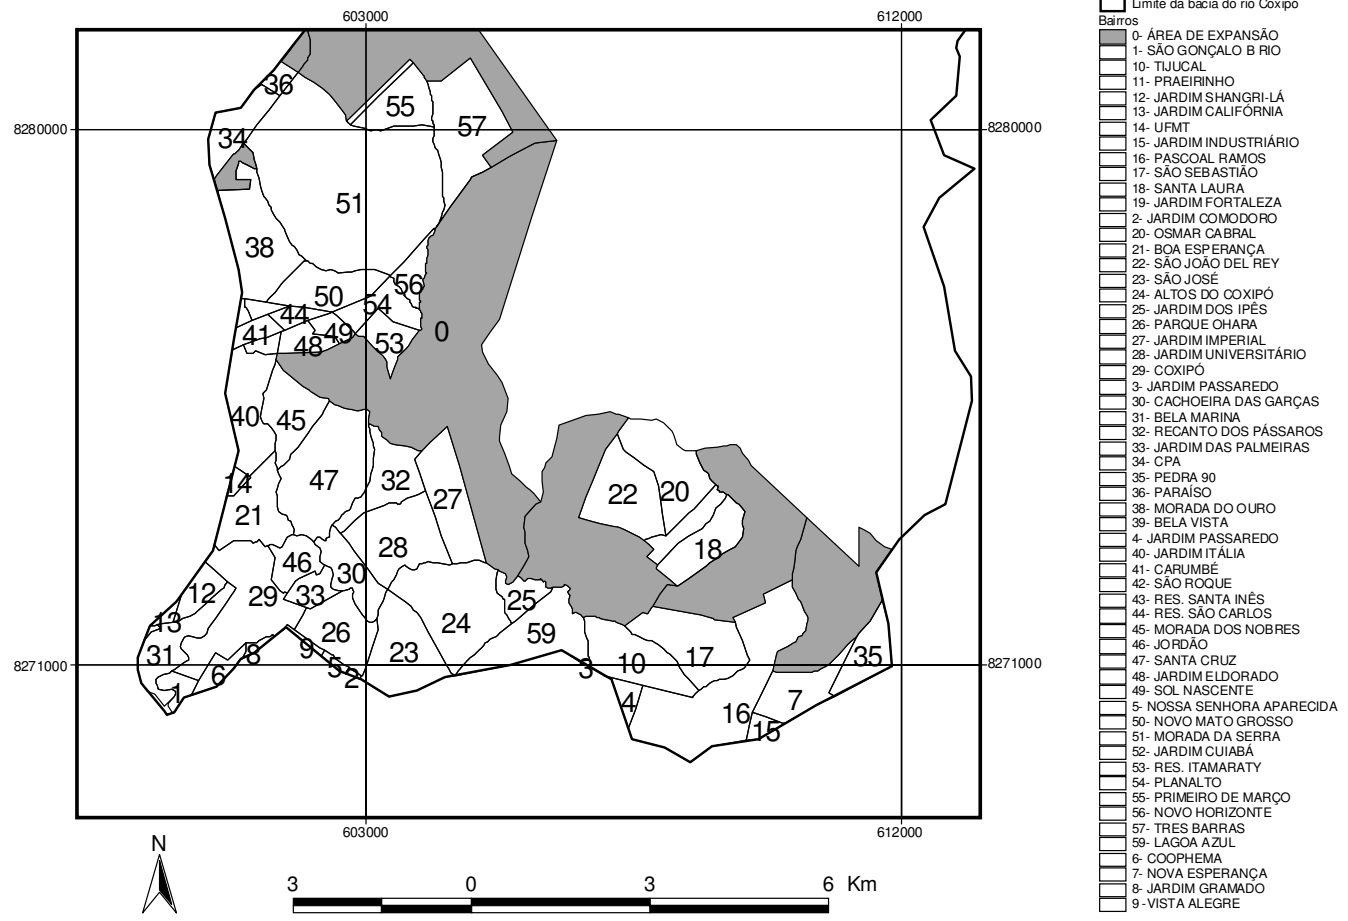 603000
612000
Limite da bacia do rio Coxipó
Bairros
0- ÁREA DE EXPANSÃO
1- SÃO GONÇALO B RIO
10- TIJUCAL
11- PRAEIRINHO
12- JARDIM SHANGRI-LÁ
13- JARDIM CALIFÓRNIA
14- UFMT
15- JARDIM INDUSTRIÁRIO
16- PASCOAL RAMOS
17- SÃO SEBASTIÃO
18- SANTA LAURA
19- JARDIM FORTALEZA
2- JARDIM COMODORO
20- OSMAR CABRAL
21- BOA ESPERANÇA
22- SÃO JOÃO DEL REY
23- SÃO JOSÉ
24- ALTOS DO COXIPÓ
25- JARDIM DOS IPÊS
26- PARQUE OHARA
27- JARDIM IMPERIAL
28- JARDIM UNIVERSITÁRIO
29- COXIPÓ
3- JARDIM PASSAREDO
30- CACHOEIRA DAS GARÇAS
31- BELA MARINA
32- RECANTO DOS PÁSSAROS
33- JARDIM DAS PALMEIRAS
34- CPA
35- PEDRA 90
36- PARAÍSO
38- MORADA DO OURO
39- BELA VISTA
4- JARDIM PASSAREDO
40- JARDIM ITÁLIA
41- CARUMBÉ
42- SÃO ROQUE
43- RES. SANTA INÊS
44- RES. SÃO CARLOS
45- MORADA DOS NOBRES
46- JORDÃO
47- SANTA CRUZ
48- JARDIM ELDORADO
49- SOL NASCENTE
5- NOSSA SENHORA APARECIDA
50- NOVO MATO GROSSO
51- MORADA DA SERRA
52- JARDIM CUIABÁ
53- RES. ITAMARATY
54- PLANALTO
55- PRIMEIRO DE MARÇO
56- NOVO HORIZONTE
57- TRES BARRAS
59- LAGOA AZUL
6- COOPHEMA
7- NOVA ESPERANÇA
8- JARDIM GRAMADO
9 -VISTA ALEGRE
36
55
57
8280000
8280000
34
51
38
56
50
54
44
0
41
49
48
53
40
45
14
47
32
27
22
20
21
28
18
46
30
12
29
33
25
13
24
26
59
31
8
9
23
10
17
35
8271000
8271000
5
3
6
2
1
4
7
16
15
603000
612000
N
3 0 3 6 Km